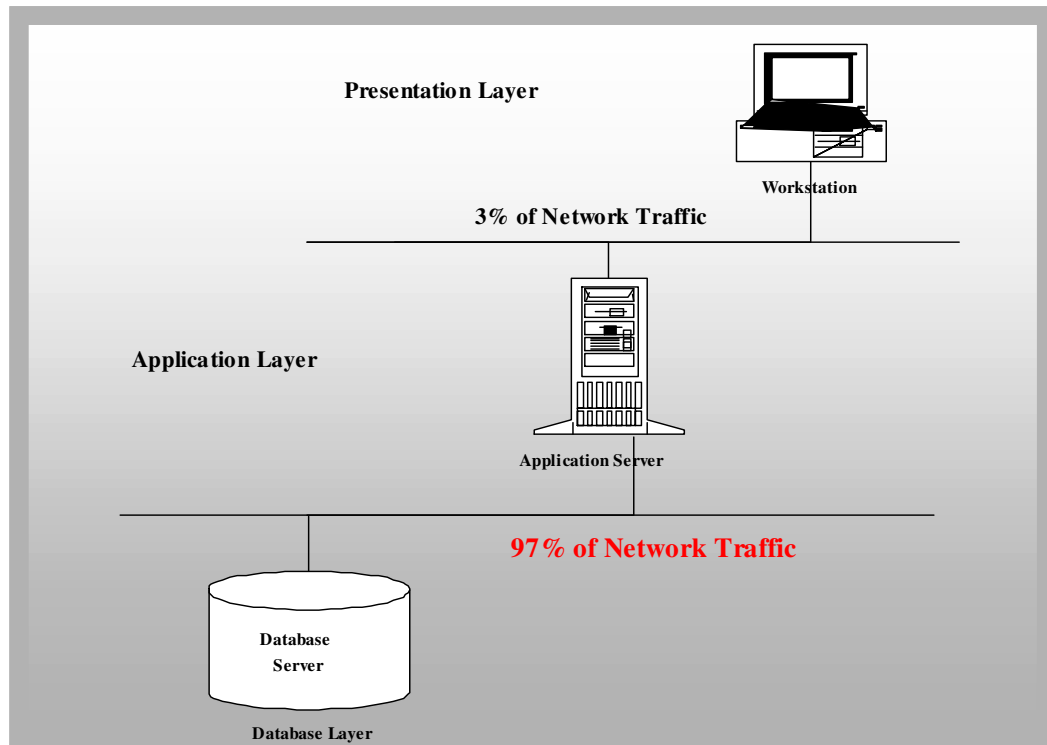 Presentation Layer
Workstation
3% of Network Traffic
Application Layer
Application Server
97% of Network Traffic
Database
Server
Database Layer